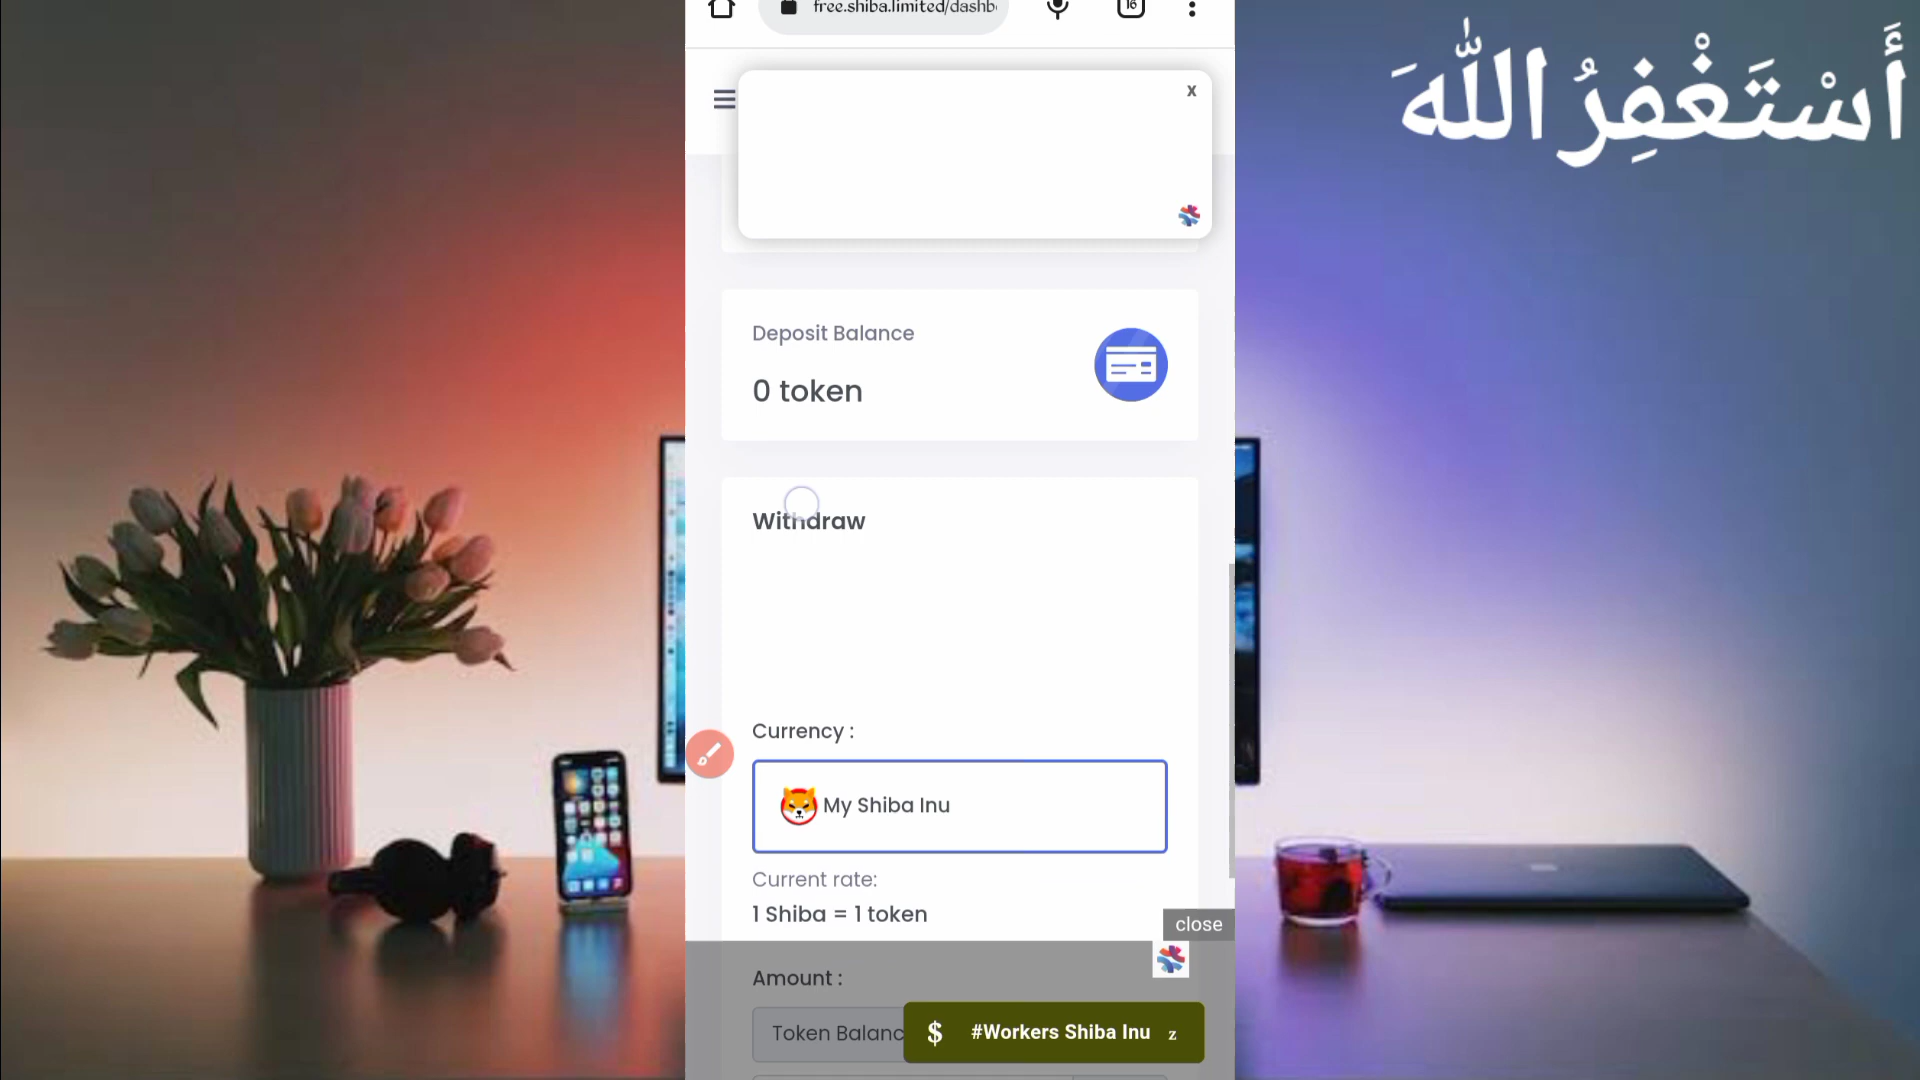 free.shiba.limited/dashb
16
أَسْتَغْفِرُ اللّٰهَ
x
Deposit Balance
0 token
Withdraw
Currency :
My Shiba Inu
Current rate:
1 Shiba = 1 token
close
Amount :
Token Balanc
$ #Workers Shiba Inu z